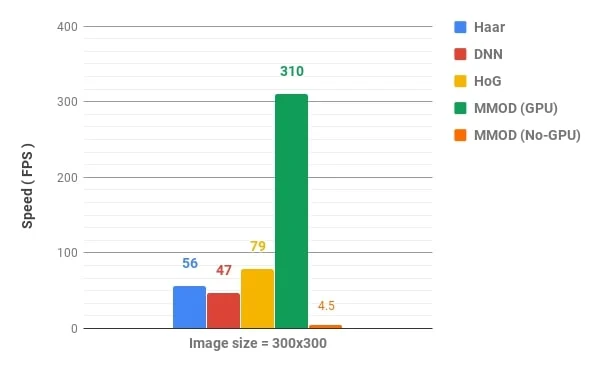 400
300
200
100
0
Speed ( FPS )
56
47
79
310
4.5
Image size = 300x300
Haar
DNN
HoG
MMOD (GPU)
MMOD (No-GPU)